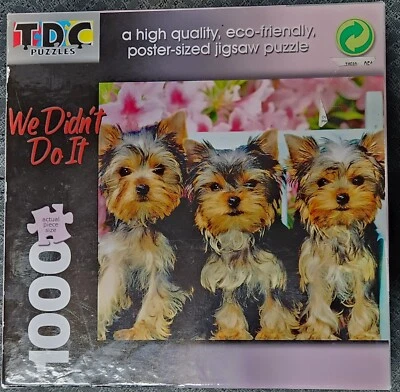 TDC
PUZZLES
a high quality, eco-friendly,
poster-sized jigsaw puzzle
We Didn't
Do It
actual
piece
size
1000